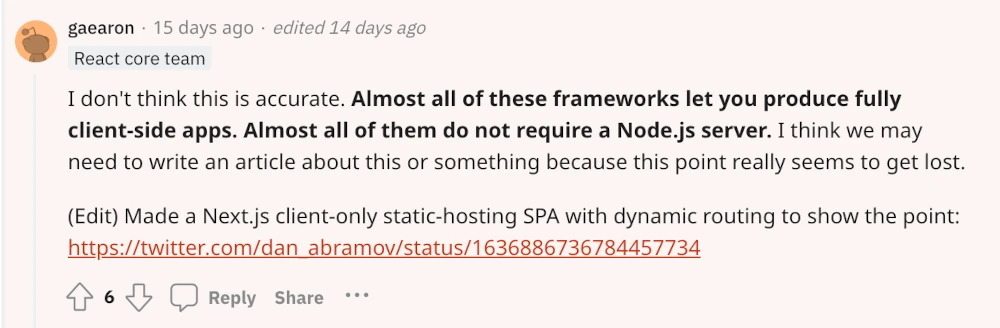 gaearon · 15 days ago · edited 14 days ago
React core team
I don't think this is accurate. Almost all of these frameworks let you produce fully
client-side apps. Almost all of them do not require a Node.js server. I think we may
need to write an article about this or something because this point really seems to get lost.
(Edit) Made a Next.js client-only static-hosting SPA with dynamic routing to show the point:
https://twitter.com/dan_abramov/status/1636886736784457734
6 Reply Share ···